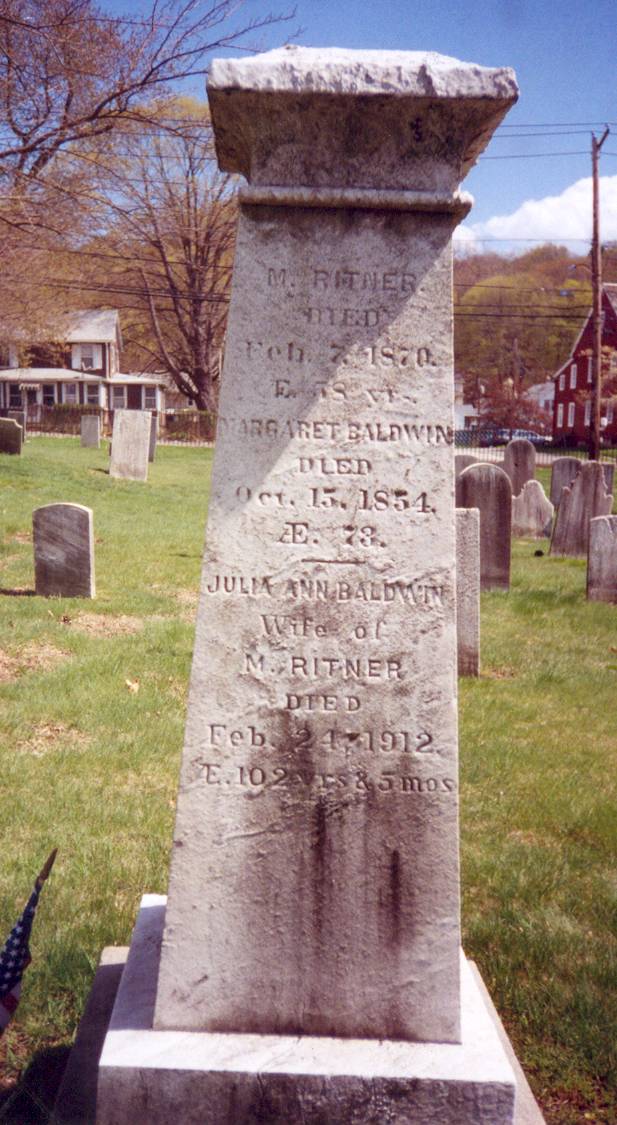 M. RITNER.
DIED
Feb. 7, 1870.
Æ. 58 yrs.
MARGARET BALDWIN
DIED
Oct. 15, 1854.
Æ. 73.
JULIA ANN BALDWIN
Wife of
M. RITNER
DIED
Feb. 24, 1912.
Æ. 102 yrs & 5 mos